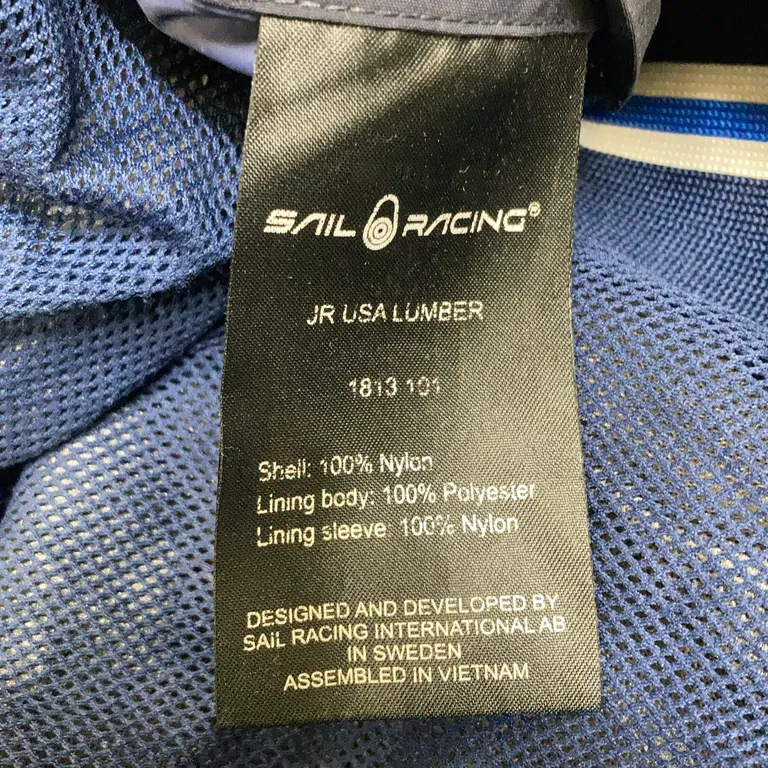 SAIL RACING®
JR USA LUMBER
1813 101
Shell: 100% Nylon
Lining body: 100% Polyester
Lining sleeve 100% Nylon
DESIGNED AND DEVELOPED BY
SAIL RACING INTERNATIONAL AB
IN SWEDEN
ASSEMBLED IN VIETNAM